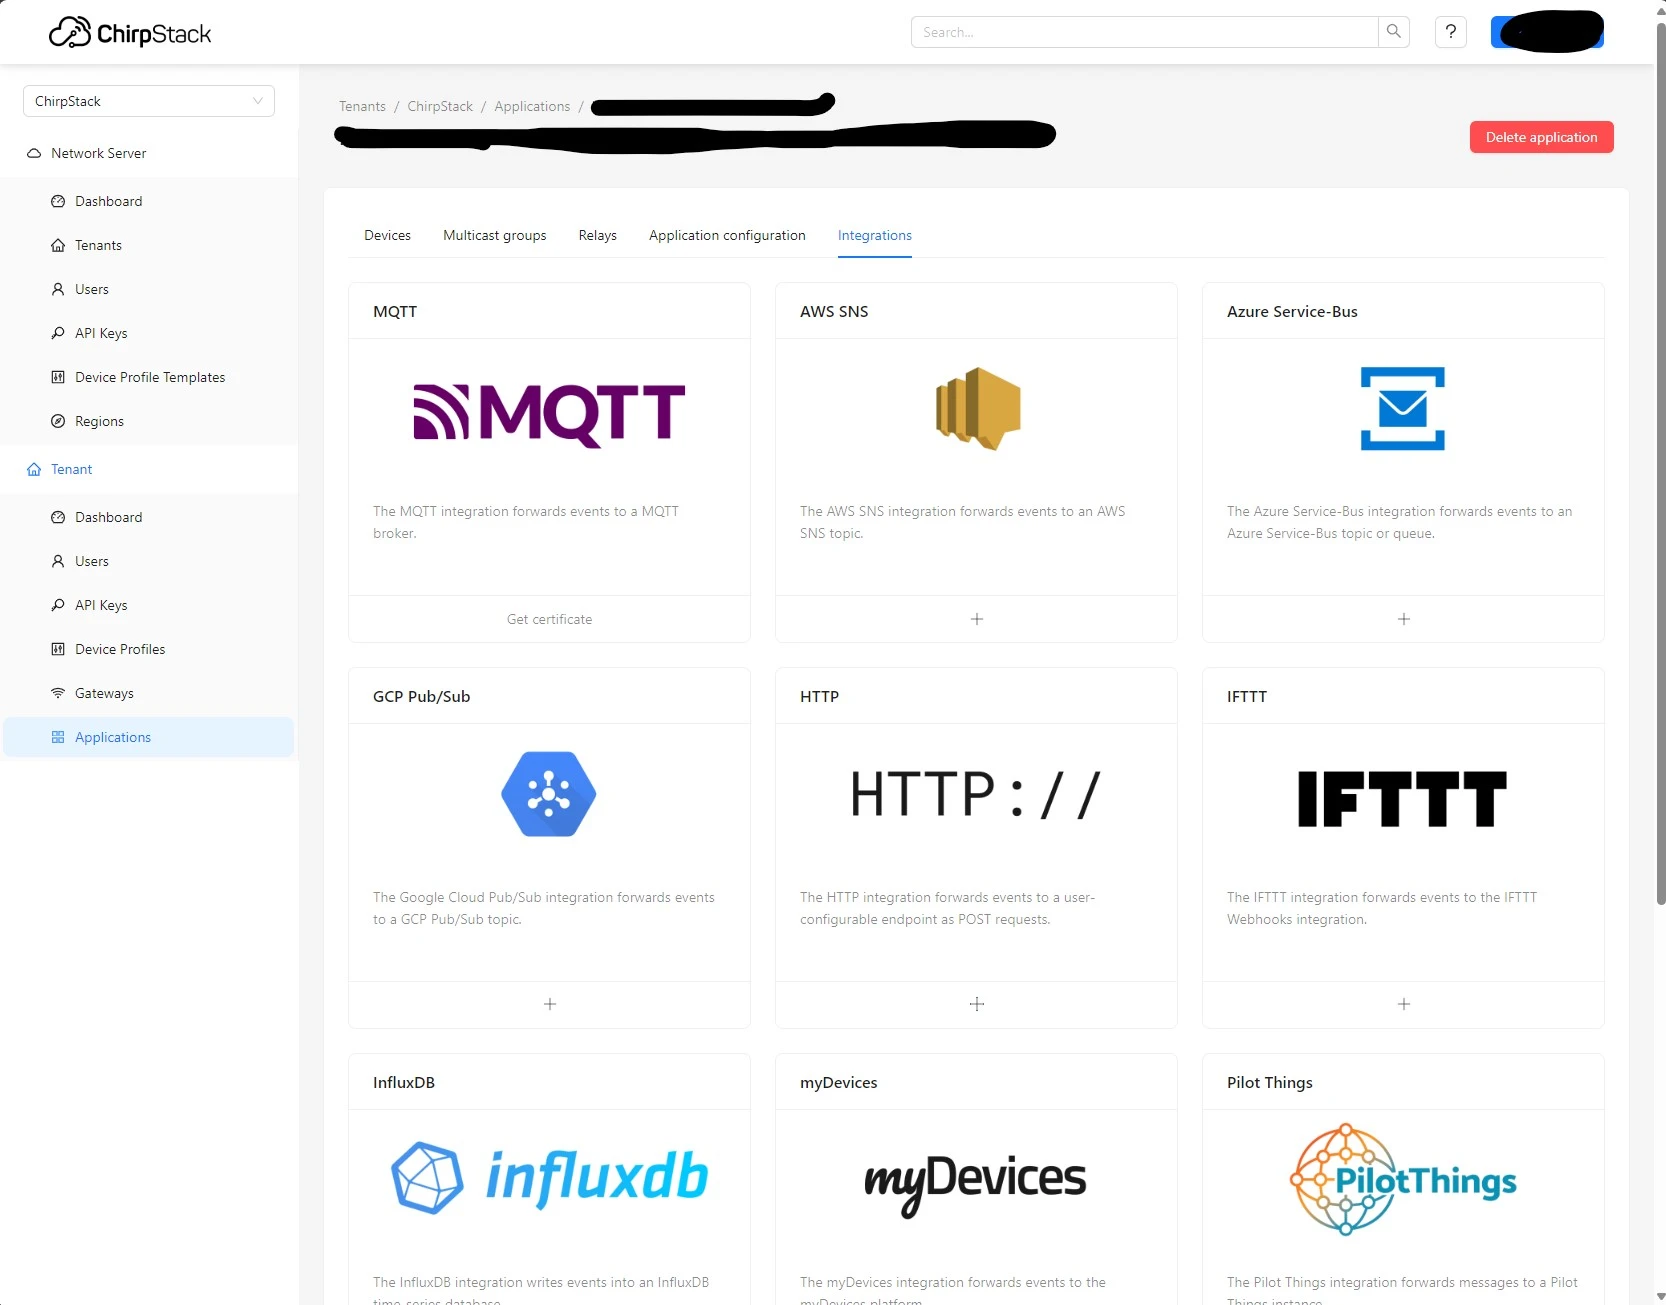 ChirpStack
Search...
?
ChirpStack
Network Server
Dashboard
Tenants
Users
API Keys
Device Profile Templates
Regions
Tenant
Dashboard
Users
API Keys
Device Profiles
Gateways
Applications
Tenants / ChirpStack / Applications /
Delete application
Devices Multicast groups Relays Application configuration Integrations
MQTT
MQTT
The MQTT integration forwards events to a MQTT
broker.
Get certificate
AWS SNS
The AWS SNS integration forwards events to an AWS
SNS topic.
+
Azure Service-Bus
The Azure Service-Bus integration forwards events to an
Azure Service-Bus topic or queue.
+
GCP Pub/Sub
The Google Cloud Pub/Sub integration forwards events
to a GCP Pub/Sub topic.
+
HTTP
HTTP://
The HTTP integration forwards events to a user-
configurable endpoint as POST requests.
+
IFTTT
IFTTT
The IFTTT integration forwards events to the IFTTT
Webhooks integration.
+
InfluxDB
influxdb
The InfluxDB integration writes events into an InfluxDB
time-series database.
myDevices
myDevices
The myDevices integration forwards events to the
myDevices platform.
Pilot Things
PilotThings
The Pilot Things integration forwards messages to a Pilot
Things instance.